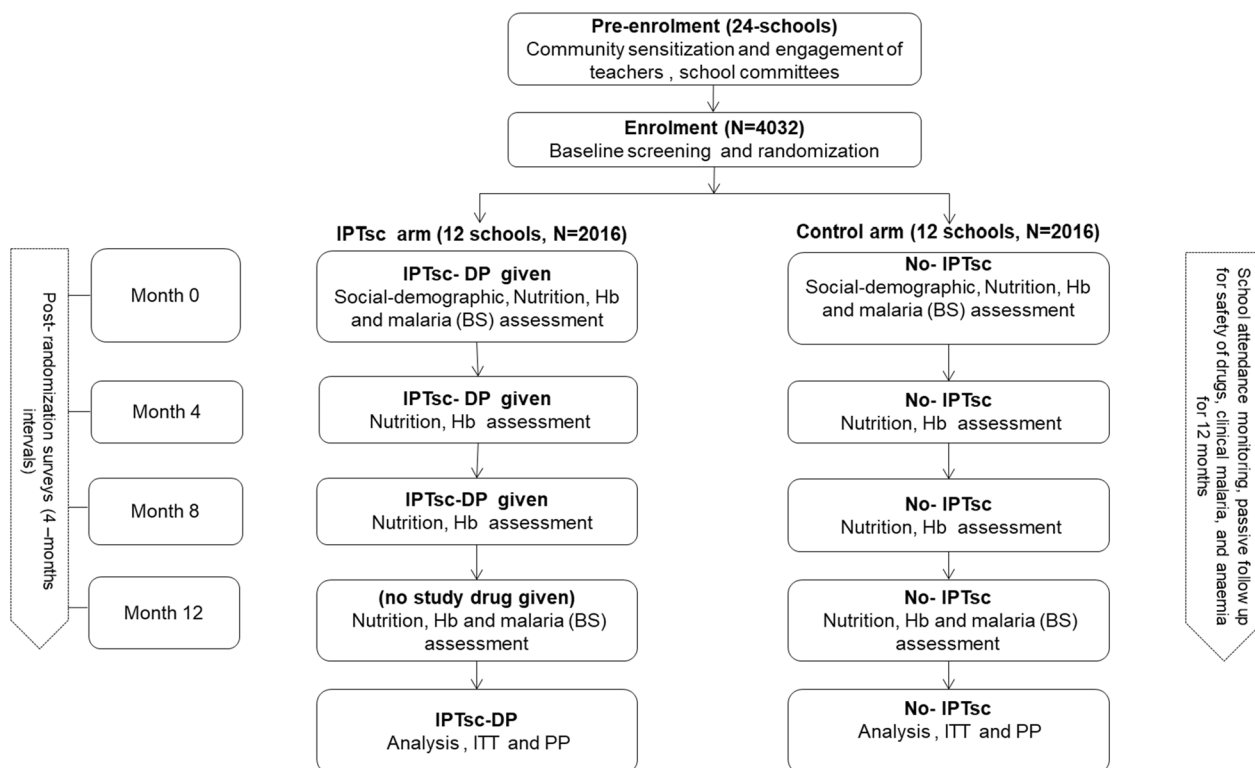 Pre-enrolment (24-schools)
Community sensitization and engagement of
teachers , school committees
Enrolment (N=4032)
Baseline screening and randomization
IPTsc arm (12 schools, N=2016)
Control arm (12 schools, N=2016)
Post- randomization surveys (4 –months
intervals)
Month 0
IPTsc- DP given
Social-demographic, Nutrition, Hb
and malaria (BS) assessment
No- IPTsc
Social-demographic, Nutrition, Hb
and malaria (BS) assessment
School attendance monitoring, passive follow up
for safety of drugs, clinical malaria, and anaemia
for 12 months
Month 4
IPTsc- DP given
Nutrition, Hb assessment
No- IPTsc
Nutrition, Hb assessment
Month 8
IPTsc-DP given
Nutrition, Hb assessment
No- IPTsc
Nutrition, Hb assessment
Month 12
(no study drug given)
Nutrition, Hb and malaria (BS)
assessment
No- IPTsc
Nutrition, Hb and malaria (BS)
assessment
IPTsc-DP
Analysis , ITT and PP
No- IPTsc
Analysis , ITT and PP